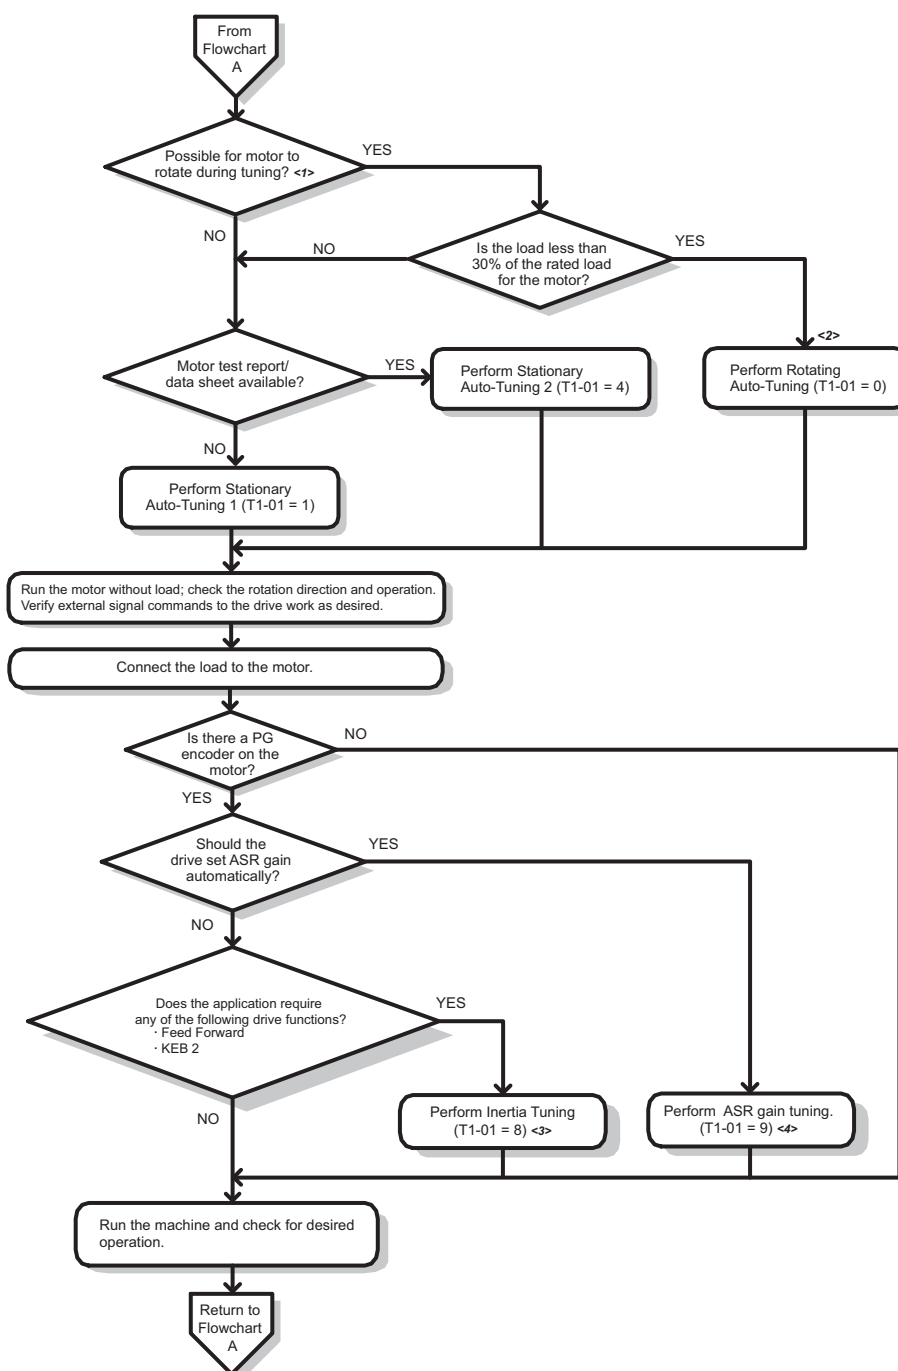 From
Flowchart
A
Possible for motor to
rotate during tuning? <1>
YES
NO
Is the load less than
30% of the rated load
for the motor?
NO
YES
<2>
Motor test report/
data sheet available?
YES
NO
Perform Stationary
Auto-Tuning 2 (T1-01 = 4)
Perform Rotating
Auto-Tuning (T1-01 = 0)
Perform Stationary
Auto-Tuning 1 (T1-01 = 1)
Run the motor without load; check the rotation direction and operation.
Verify external signal commands to the drive work as desired.
Connect the load to the motor.
Is there a PG
encoder on the
motor?
NO
YES
Should the
drive set ASR gain
automatically?
YES
NO
Does the application require
any of the following drive functions?
· Feed Forward
· KEB 2
YES
NO
Perform Inertia Tuning
(T1-01 = 8) <3>
Perform ASR gain tuning.
(T1-01 = 9) <4>
Run the machine and check for desired
operation.
Return to
Flowchart
A